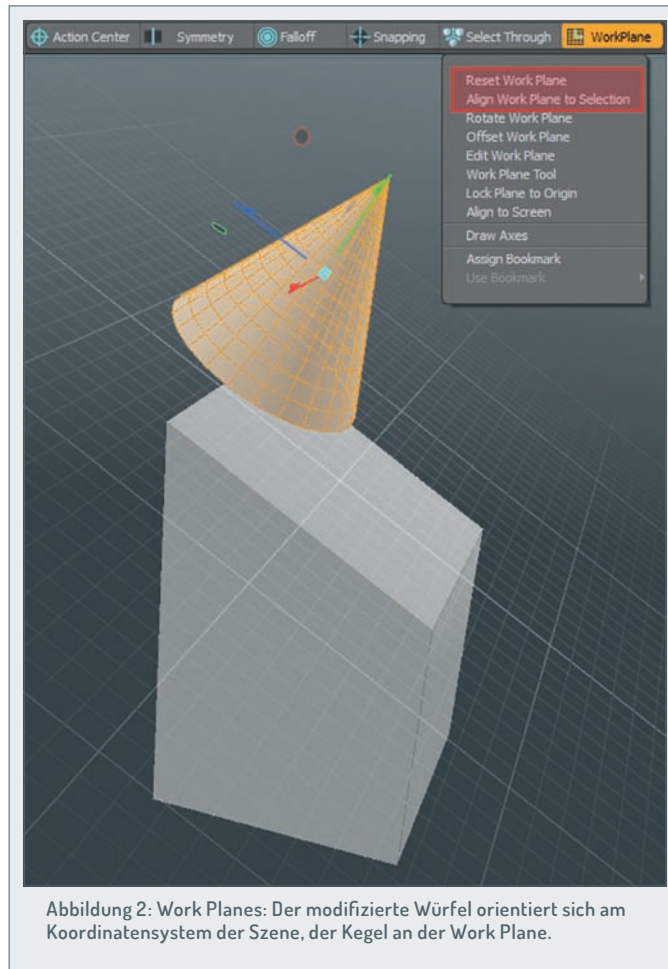 Action Center Symmetry Falloff Snapping Select Through WorkPlane
Reset Work Plane
Align Work Plane to Selection
Rotate Work Plane
Offset Work Plane
Edit Work Plane
Work Plane Tool
Lock Plane to Origin
Align to Screen
Draw Axes
Assign Bookmark
Use Bookmark
Abbildung 2: Work Planes: Der modifizierte Würfel orientiert sich am
Koordinatensystem der Szene, der Kegel an der Work Plane.